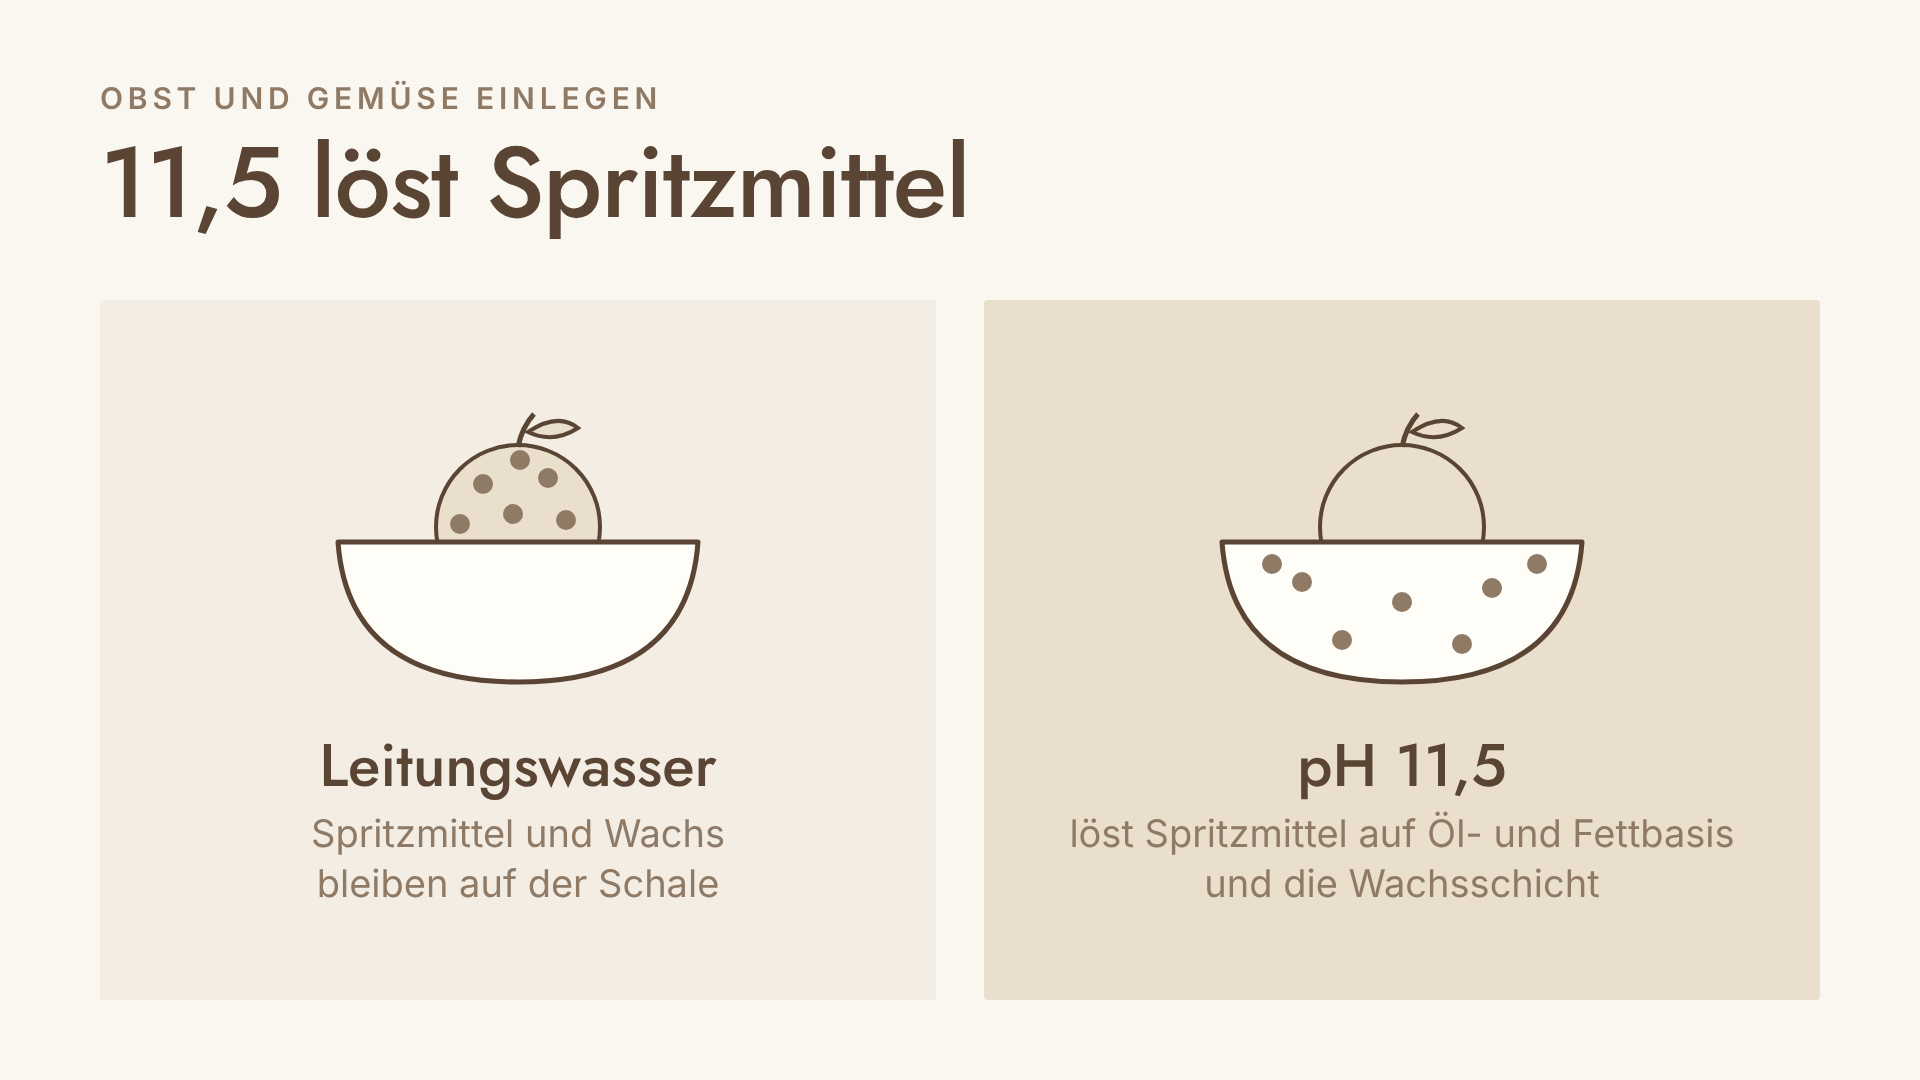 OBST UND GEMÜSE EINLEGEN
11,5 löst Spritzmittel
Leitungswasser
Spritzmittel und Wachs
bleiben auf der Schale
pH 11,5
löst Spritzmittel auf Öl- und Fettbasis
und die Wachsschicht